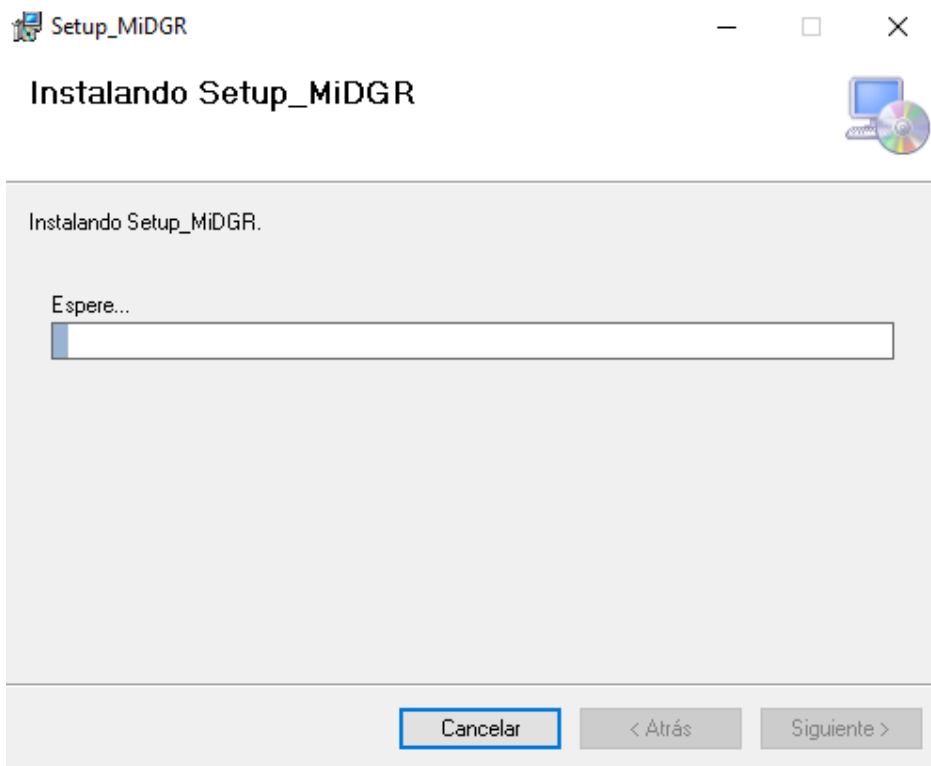 Setup_MiDGR
Instalando Setup_MiDGR
Instalando Setup_MiDGR.
Espere...
Cancelar
< Atrás
Siguiente >